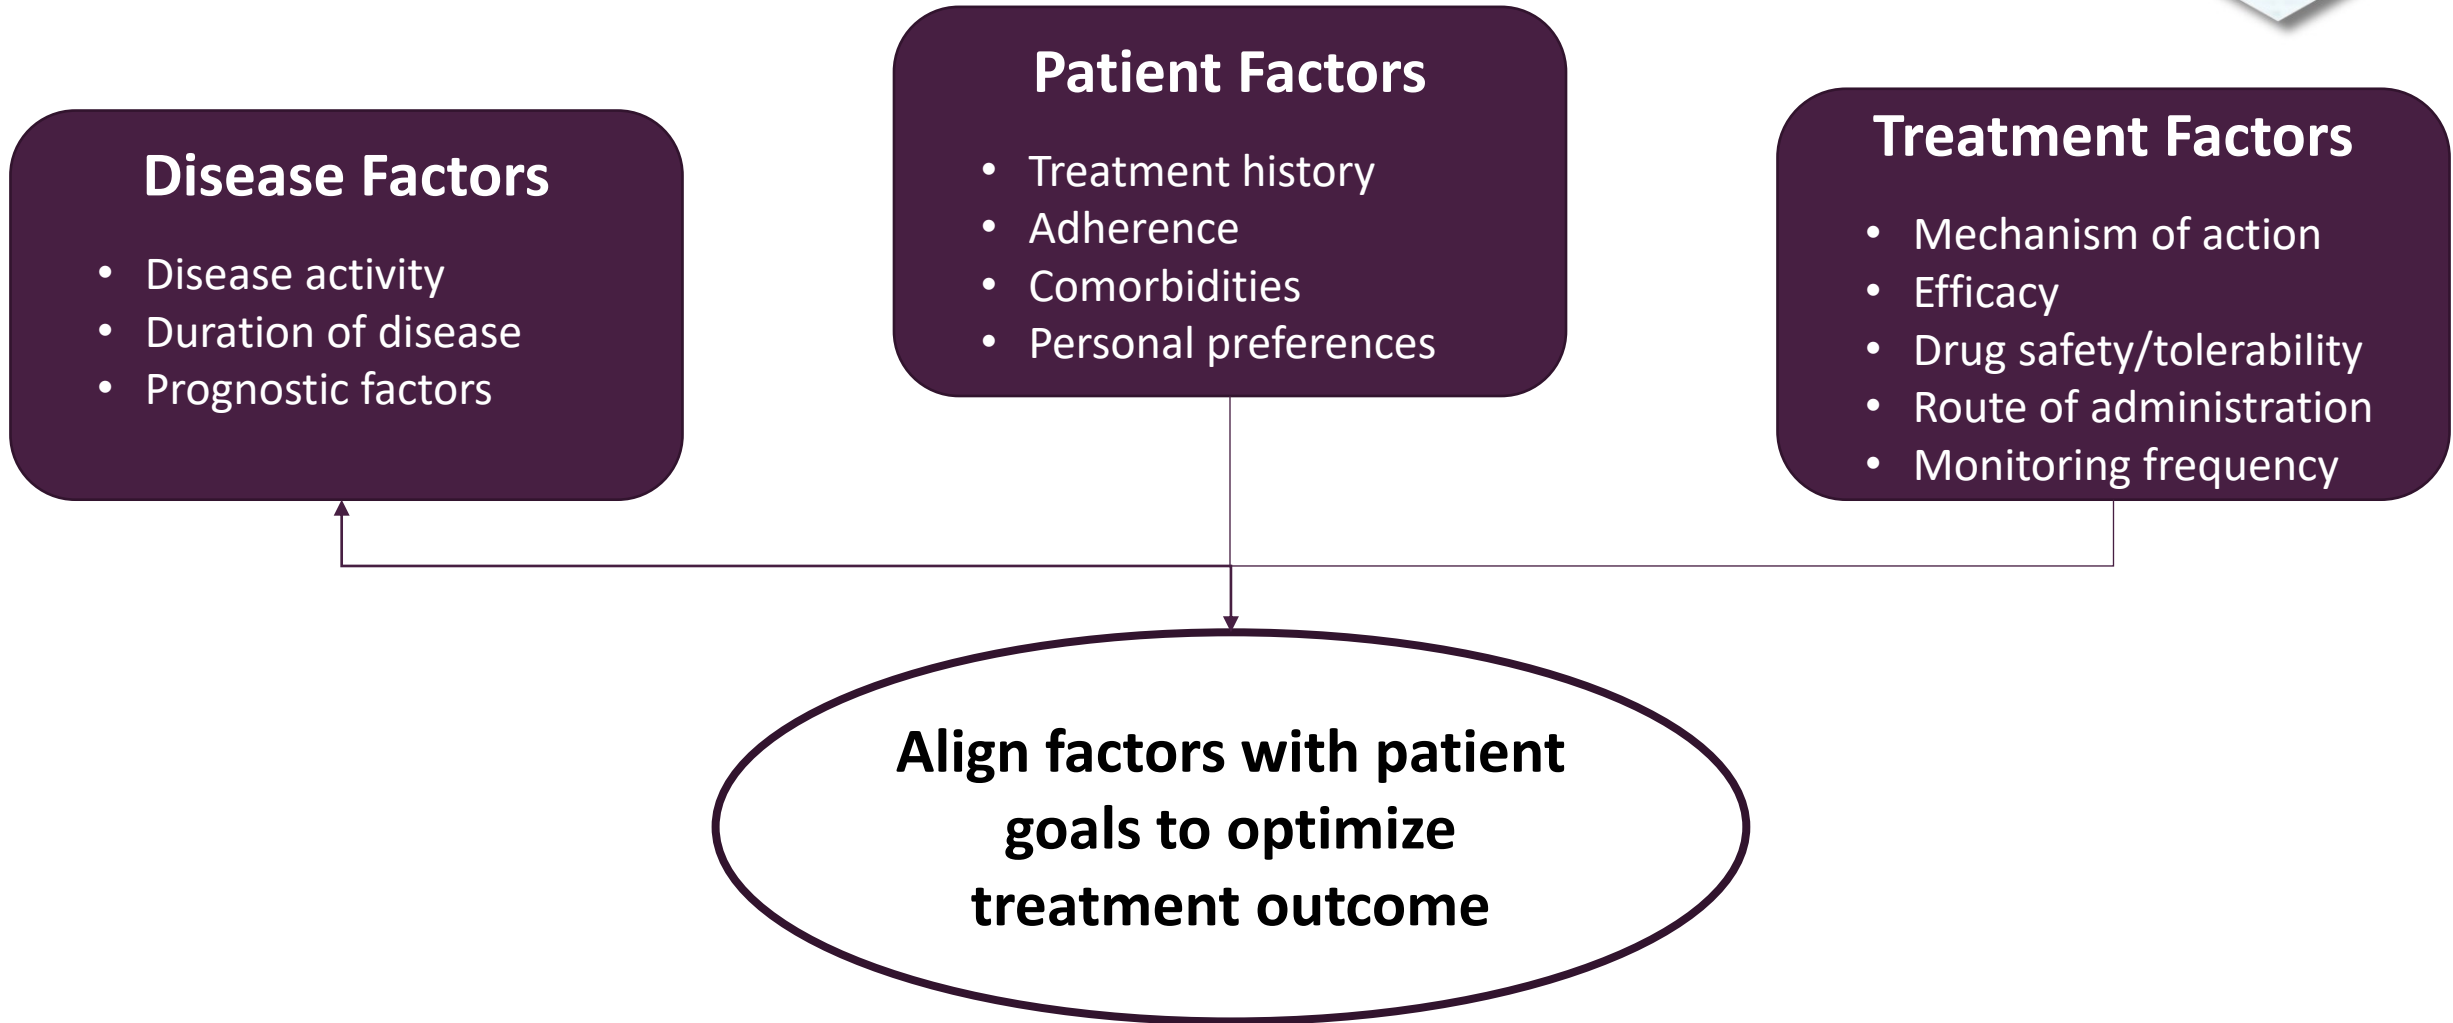 Disease Factors
• Disease activity
• Duration of disease
• Prognostic factors
Patient Factors
• Treatment history
• Adherence
• Comorbidities
• Personal preferences
Treatment Factors
• Mechanism of action
• Efficacy
• Drug safety/tolerability
• Route of administration
• Monitoring frequency
Align factors with patient
goals to optimize
treatment outcome